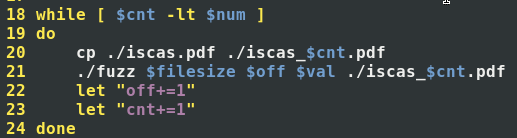 18 while [ $cnt -lt $num ]
19 do
20     cp ./iscas.pdf ./iscas_$cnt.pdf
21     ./fuzz $filesize $off $val ./iscas_$cnt.pdf
22     let "off+=1"
23     let "cnt+=1"
24 done